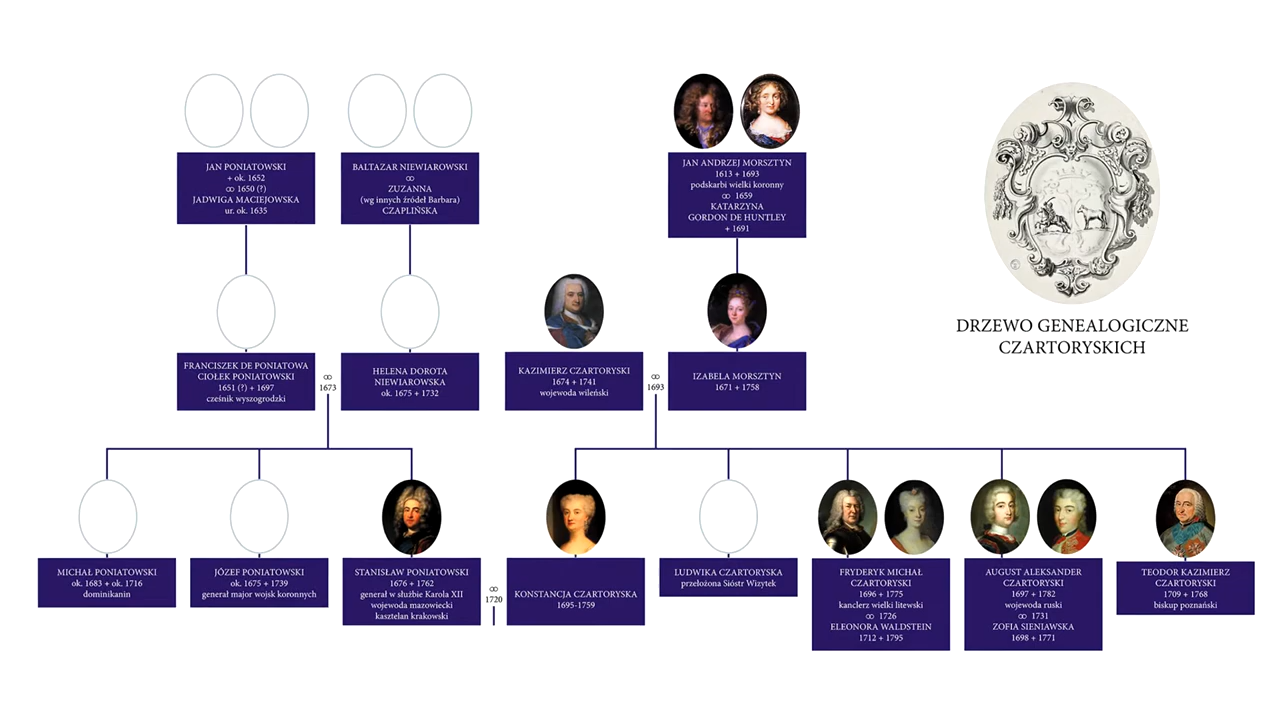 JAN PONIATOWSKI
+ ok. 1652
∞ 1650 (?)
JADWIGA MACIEJOWSKA
ur. ok. 1635
BALTAZAR NIEWIAROWSKI
∞
ZUZANNA
(wg innych źródeł Barbara)
CZAPLIŃSKA
JAN ANDRZEJ MORSZTYN
1613 + 1693
podskarbi wielki koronny
∞ 1659
KATARZYNA
GORDON DE HUNTLEY
+ 1691
DRZEWO GENEALOGICZNE
CZARTORYSKICH
FRANCISZEK DE PONIATOWA
CIOŁEK PONIATOWSKI
1651 (?) + 1697
cześnik wyszogrodzki
∞
1673
HELENA DOROTA
NIEWIAROWSKA
ok. 1675 + 1732
KAZIMIERZ CZARTORYSKI
1674 + 1741
wojewoda wileński
∞
1693
IZABELA MORSZTYN
1671 + 1758
MICHAŁ PONIATOWSKI
ok. 1683 + ok. 1716
dominikanin
JÓZEF PONIATOWSKI
ok. 1675 + 1739
generał major wojsk koronnych
STANISŁAW PONIATOWSKI
1676 + 1762
generał w służbie Karola XII
wojewoda mazowiecki
kasztelan krakowski
∞
1720
KONSTANCJA CZARTORYSKA
1695-1759
LUDWIKA CZARTORYSKA
przełożona Sióstr Wizytek
FRYDERYK MICHAŁ
CZARTORYSKI
1696 + 1775
kanclerz wielki litewski
∞ 1726
ELEONORA WALDSTEIN
1712 + 1795
AUGUST ALEKSANDER
CZARTORYSKI
1697 + 1782
wojewoda ruski
∞ 1731
ZOFIA SIENIAWSKA
1698 + 1771
TEODOR KAZIMIERZ
CZARTORYSKI
1709 + 1768
biskup poznański